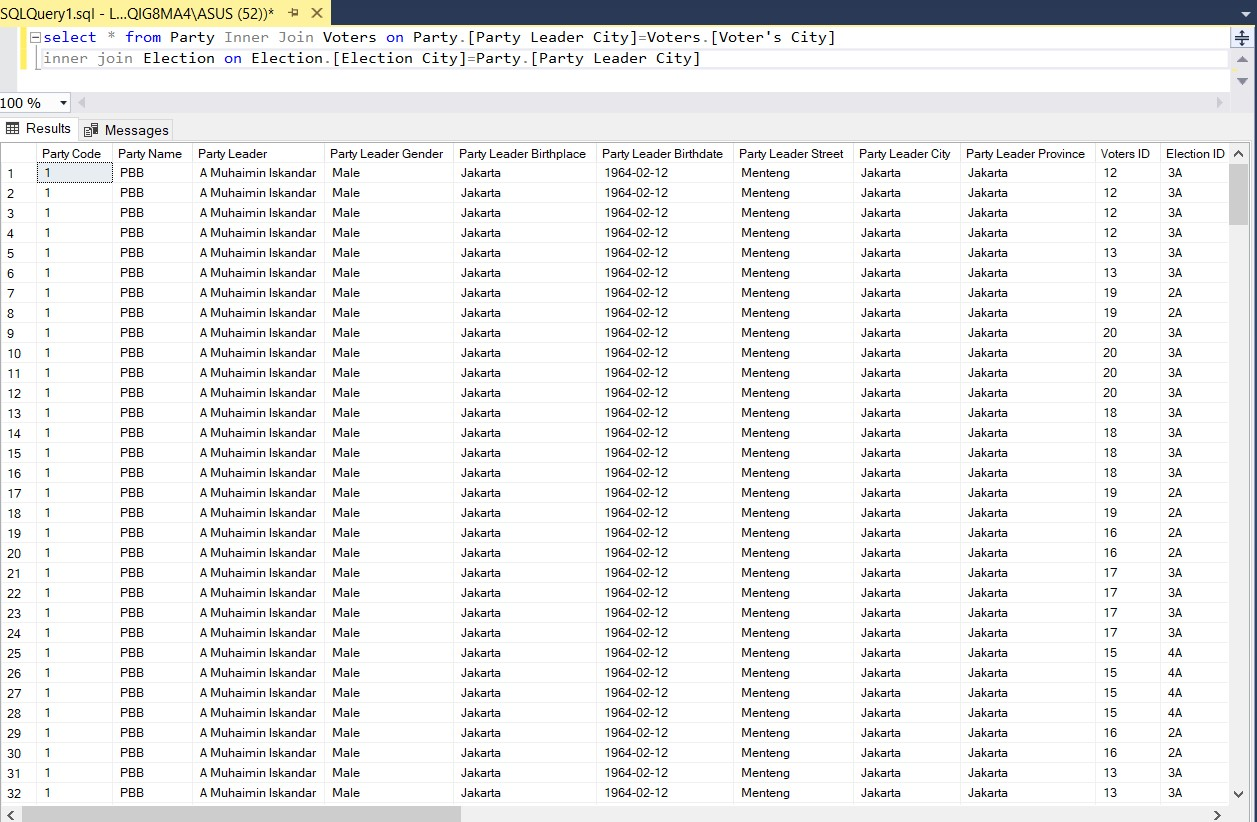 SQLQuery1.sql - L...QIG8MA4\ASUS (52))*
select * from Party Inner Join Voters on Party.[Party Leader City]=Voters.[Voter's City]
inner join Election on Election.[Election City]=Party.[Party Leader City]
100 %
Results Messages
Party Code Party Name Party Leader Party Leader Gender Party Leader Birthplace Party Leader Birthdate Party Leader Street Party Leader City Party Leader Province Voters ID Election ID
1 1 PBB A Muhaimin Iskandar Male Jakarta 1964-02-12 Menteng Jakarta Jakarta 12 3A
2 1 PBB A Muhaimin Iskandar Male Jakarta 1964-02-12 Menteng Jakarta Jakarta 12 3A
3 1 PBB A Muhaimin Iskandar Male Jakarta 1964-02-12 Menteng Jakarta Jakarta 12 3A
4 1 PBB A Muhaimin Iskandar Male Jakarta 1964-02-12 Menteng Jakarta Jakarta 12 3A
5 1 PBB A Muhaimin Iskandar Male Jakarta 1964-02-12 Menteng Jakarta Jakarta 13 3A
6 1 PBB A Muhaimin Iskandar Male Jakarta 1964-02-12 Menteng Jakarta Jakarta 13 3A
7 1 PBB A Muhaimin Iskandar Male Jakarta 1964-02-12 Menteng Jakarta Jakarta 19 2A
8 1 PBB A Muhaimin Iskandar Male Jakarta 1964-02-12 Menteng Jakarta Jakarta 19 2A
9 1 PBB A Muhaimin Iskandar Male Jakarta 1964-02-12 Menteng Jakarta Jakarta 20 3A
10 1 PBB A Muhaimin Iskandar Male Jakarta 1964-02-12 Menteng Jakarta Jakarta 20 3A
11 1 PBB A Muhaimin Iskandar Male Jakarta 1964-02-12 Menteng Jakarta Jakarta 20 3A
12 1 PBB A Muhaimin Iskandar Male Jakarta 1964-02-12 Menteng Jakarta Jakarta 20 3A
13 1 PBB A Muhaimin Iskandar Male Jakarta 1964-02-12 Menteng Jakarta Jakarta 18 3A
14 1 PBB A Muhaimin Iskandar Male Jakarta 1964-02-12 Menteng Jakarta Jakarta 18 3A
15 1 PBB A Muhaimin Iskandar Male Jakarta 1964-02-12 Menteng Jakarta Jakarta 18 3A
16 1 PBB A Muhaimin Iskandar Male Jakarta 1964-02-12 Menteng Jakarta Jakarta 18 3A
17 1 PBB A Muhaimin Iskandar Male Jakarta 1964-02-12 Menteng Jakarta Jakarta 19 2A
18 1 PBB A Muhaimin Iskandar Male Jakarta 1964-02-12 Menteng Jakarta Jakarta 19 2A
19 1 PBB A Muhaimin Iskandar Male Jakarta 1964-02-12 Menteng Jakarta Jakarta 16 2A
20 1 PBB A Muhaimin Iskandar Male Jakarta 1964-02-12 Menteng Jakarta Jakarta 16 2A
21 1 PBB A Muhaimin Iskandar Male Jakarta 1964-02-12 Menteng Jakarta Jakarta 17 3A
22 1 PBB A Muhaimin Iskandar Male Jakarta 1964-02-12 Menteng Jakarta Jakarta 17 3A
23 1 PBB A Muhaimin Iskandar Male Jakarta 1964-02-12 Menteng Jakarta Jakarta 17 3A
24 1 PBB A Muhaimin Iskandar Male Jakarta 1964-02-12 Menteng Jakarta Jakarta 17 3A
25 1 PBB A Muhaimin Iskandar Male Jakarta 1964-02-12 Menteng Jakarta Jakarta 15 4A
26 1 PBB A Muhaimin Iskandar Male Jakarta 1964-02-12 Menteng Jakarta Jakarta 15 4A
27 1 PBB A Muhaimin Iskandar Male Jakarta 1964-02-12 Menteng Jakarta Jakarta 15 4A
28 1 PBB A Muhaimin Iskandar Male Jakarta 1964-02-12 Menteng Jakarta Jakarta 15 4A
29 1 PBB A Muhaimin Iskandar Male Jakarta 1964-02-12 Menteng Jakarta Jakarta 16 2A
30 1 PBB A Muhaimin Iskandar Male Jakarta 1964-02-12 Menteng Jakarta Jakarta 16 2A
31 1 PBB A Muhaimin Iskandar Male Jakarta 1964-02-12 Menteng Jakarta Jakarta 13 3A
32 1 PBB A Muhaimin Iskandar Male Jakarta 1964-02-12 Menteng Jakarta Jakarta 13 3A